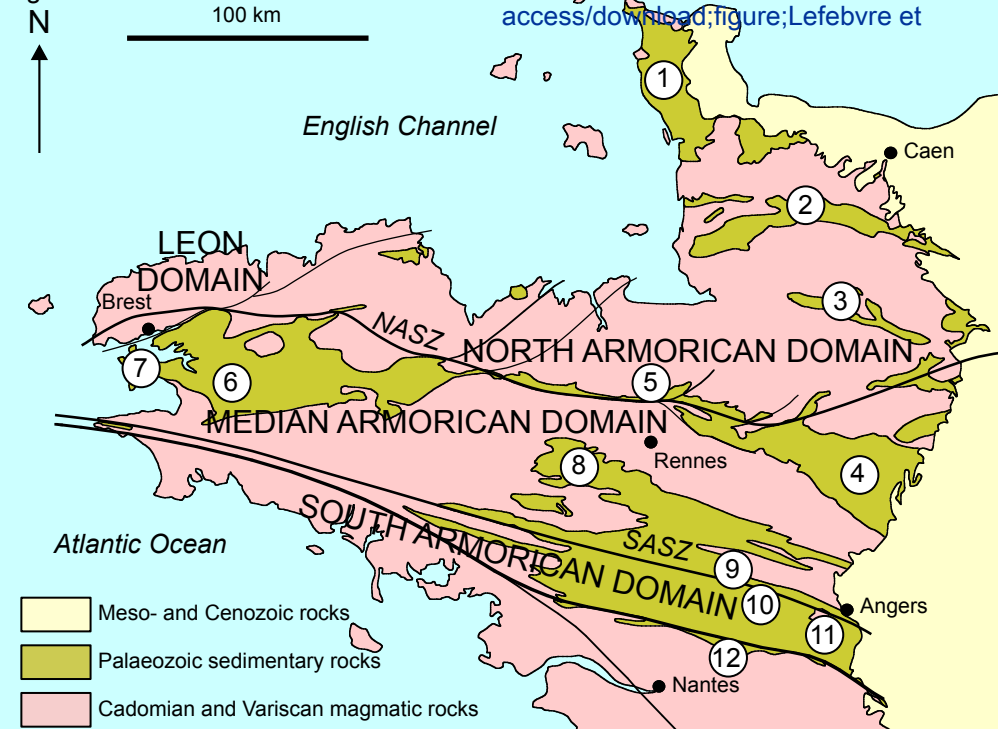 access/download;figure;Lefebvre et
N
100 km
1
English Channel
Caen
2
LEON
DOMAIN
Brest
3
NASZ
NORTH ARMORICAN DOMAIN
7
6
5
MEDIAN ARMORICAN DOMAIN
Rennes
8
4
SOUTH ARMORICAN DOMAIN
SASZ
Atlantic Ocean
9
10
Angers
11
12
Nantes
Meso- and Cenozoic rocks
Palaeozoic sedimentary rocks
Cadomian and Variscan magmatic rocks